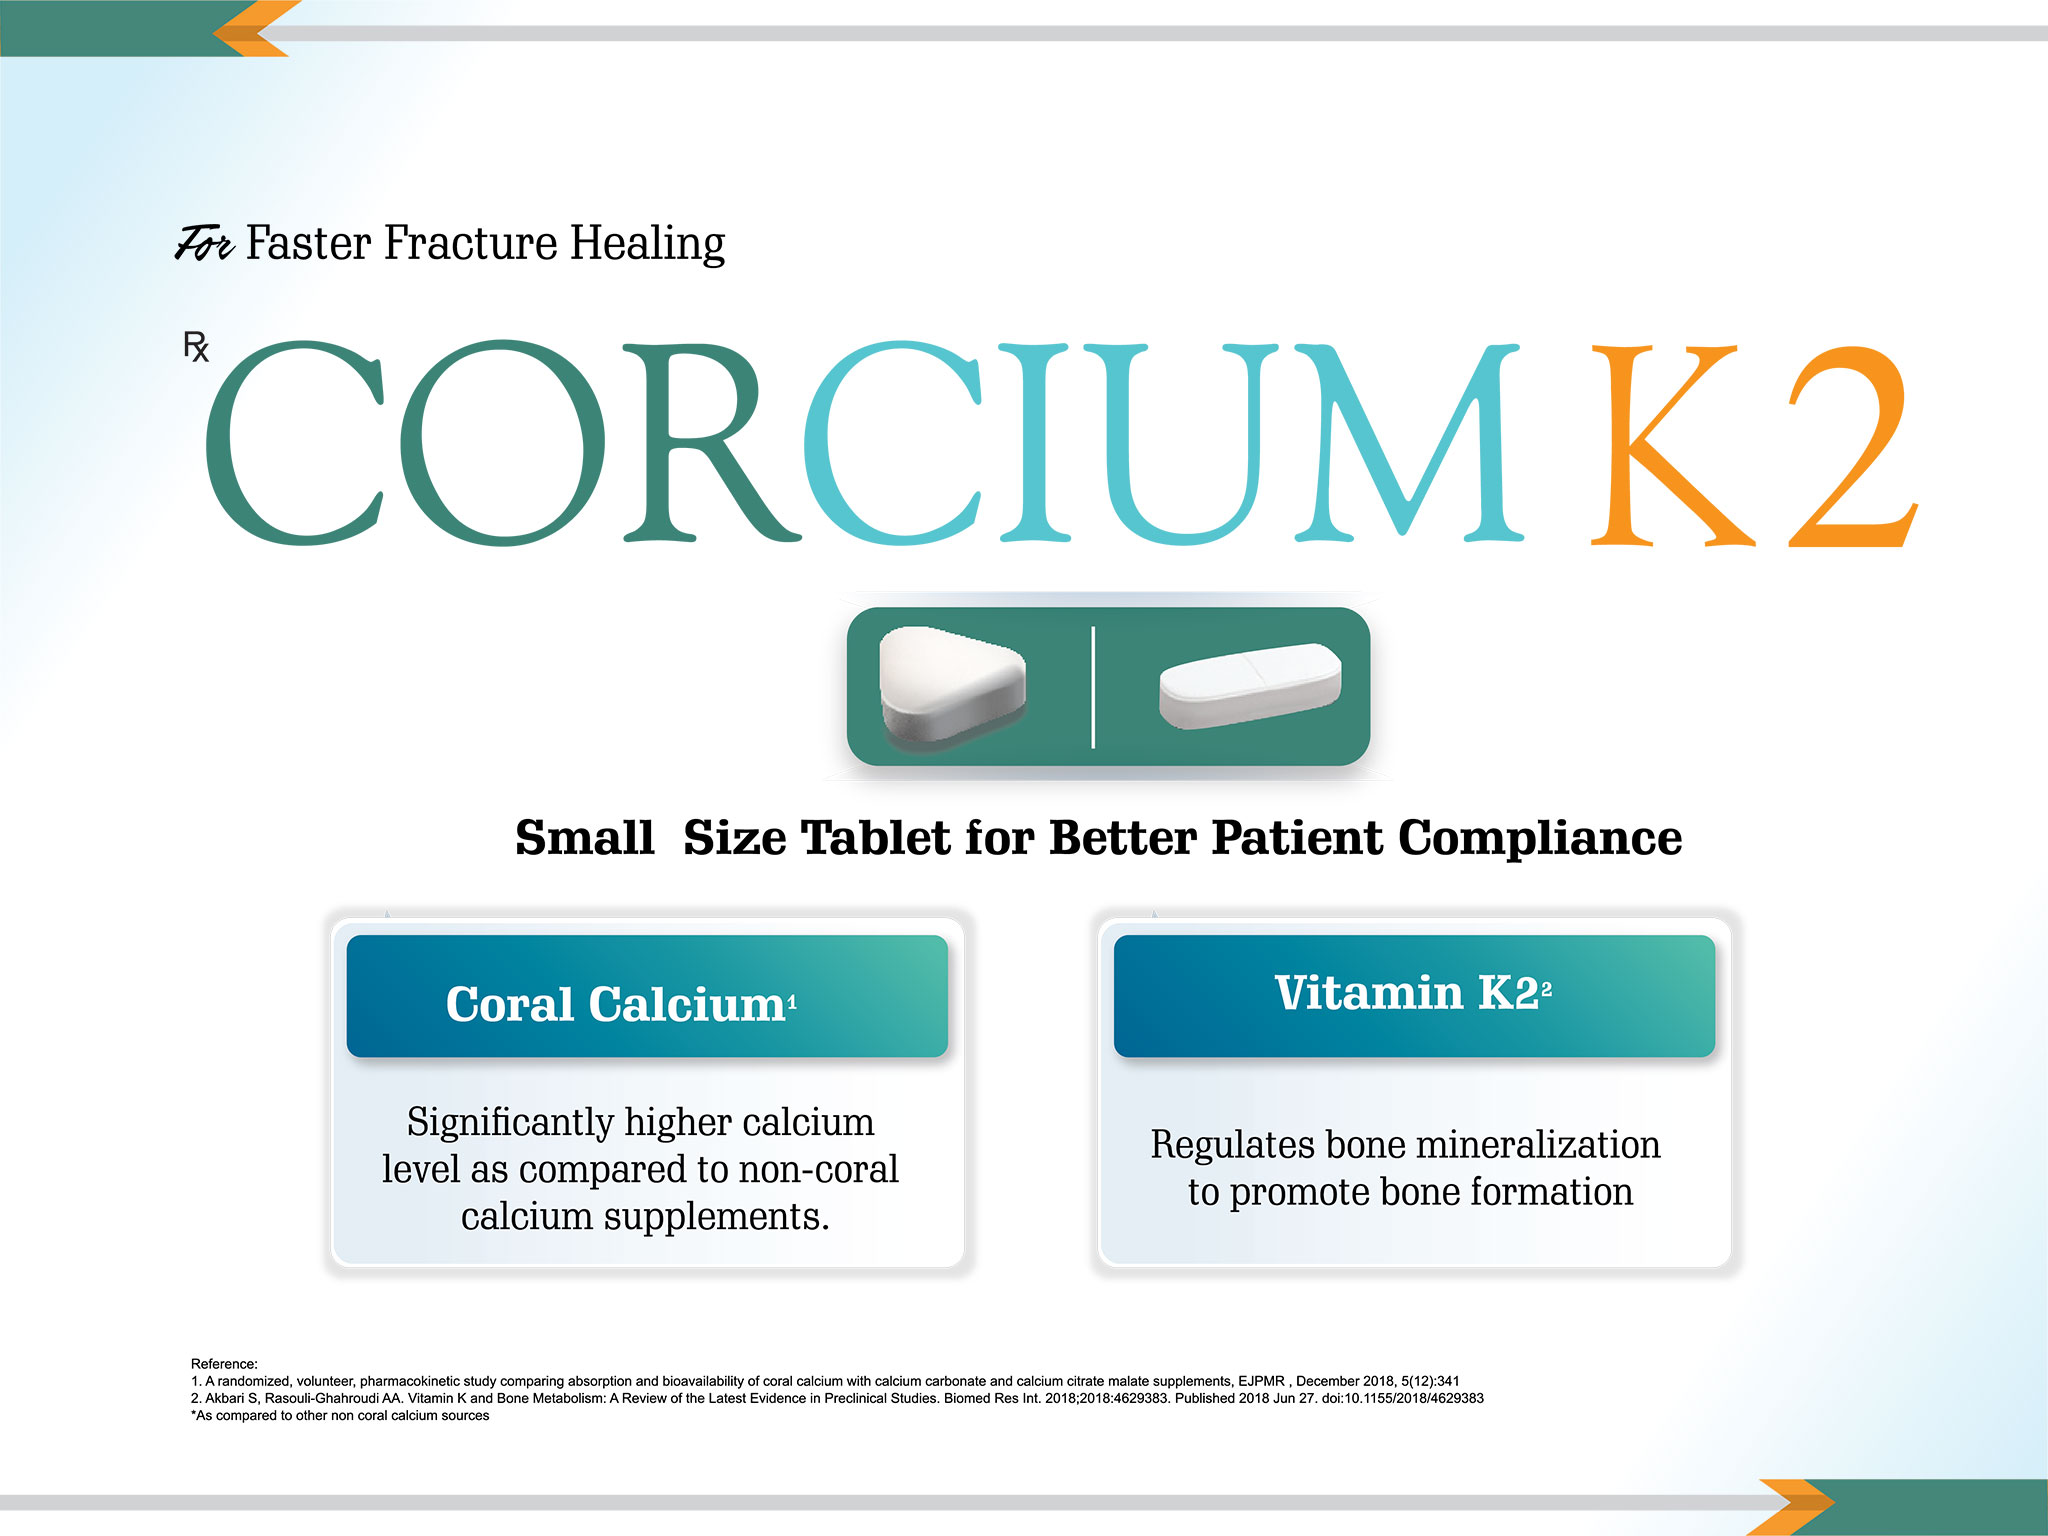 For Faster Fracture Healing
Rx CORCIUM K2
Small Size Tablet for Better Patient Compliance
Coral Calcium¹
Significantly higher calcium
level as compared to non-coral
calcium supplements.
Vitamin K2²
Regulates bone mineralization
to promote bone formation
Reference:
1. A randomized, volunteer, pharmacokinetic study comparing absorption and bioavailability of coral calcium with calcium carbonate and calcium citrate malate supplements, EJPMR , December 2018, 5(12):341
2. Akbari S, Rasouli-Ghahroudi AA. Vitamin K and Bone Metabolism: A Review of the Latest Evidence in Preclinical Studies. Biomed Res Int. 2018;2018:4629383. Published 2018 Jun 27. doi:10.1155/2018/4629383
*As compared to other non coral calcium sources